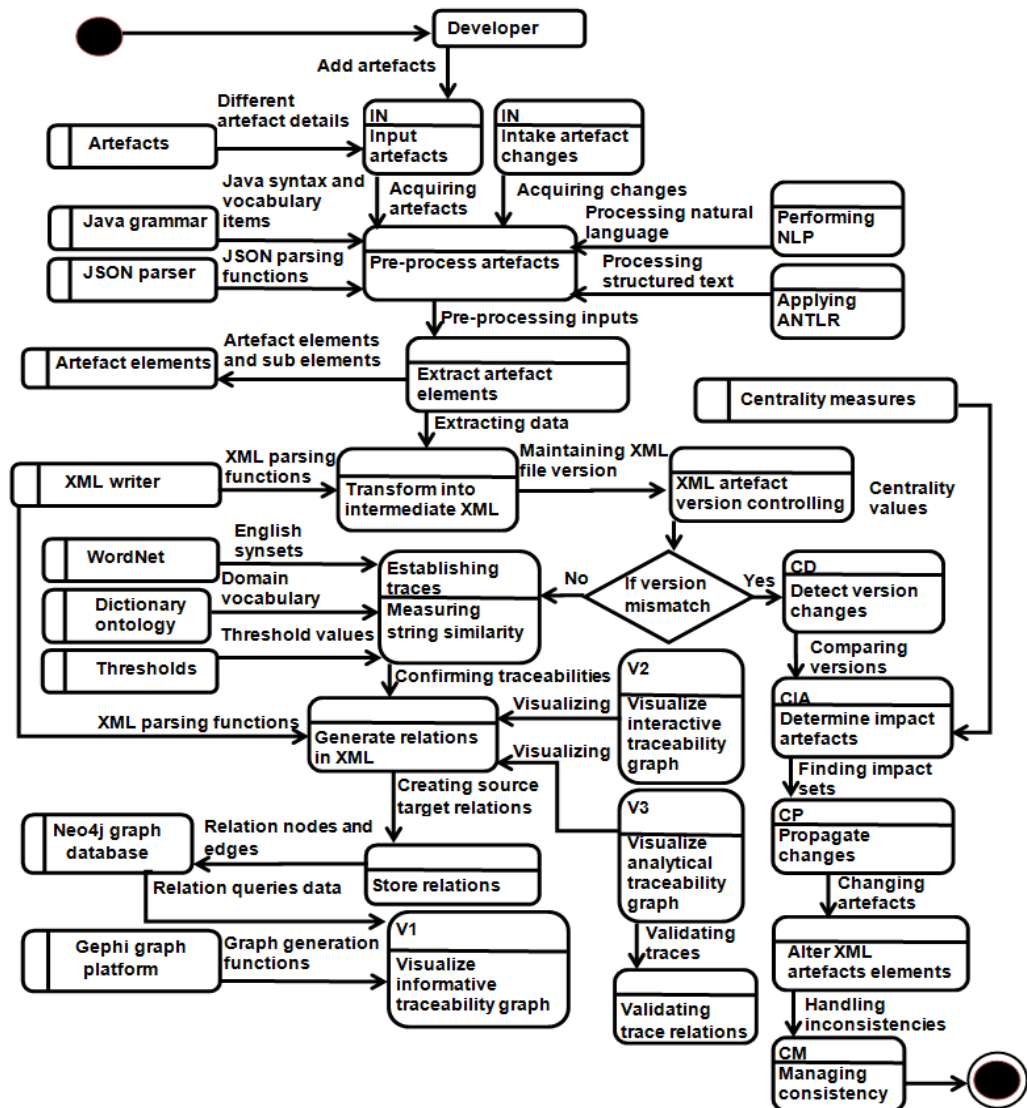 Developer
Add artefacts
Different
artefact details
IN
Input
artefacts
IN
Intake artefact
changes
Artefacts
Java syntax and
vocabulary
items
Acquiring
artefacts
Acquiring changes
Processing natural
language
Performing
NLP
Java grammar
JSON parser
JSON parsing
functions
Pre-process artefacts
Processing
structured text
Applying
ANTLR
Pre-processing inputs
Artefact elements
Artefact elements
and sub elements
Extract artefact
elements
Centrality measures
Extracting data
XML writer
XML parsing
functions
Transform into
intermediate XML
Maintaining XML
file version
XML artefact
version controlling
Centrality
values
WordNet
English
synsets
Establishing
traces
Measuring
string similarity
No
If version
mismatch
Yes
CD
Detect version
changes
Dictionary
ontology
Domain
vocabulary
Thresholds
Threshold values
Confirming traceabilities
Comparing
versions
XML parsing functions
Generate relations
in XML
Visualizing
Visualizing
V2
Visualize
interactive
traceability
graph
CIA
Determine impact
artefacts
Finding impact
sets
Creating source
target relations
V3
Visualize
analytical
traceability
graph
CP
Propagate
changes
Neo4j graph
database
Relation nodes and
edges
Store relations
Relation queries data
Changing
artefacts
Gephi graph
platform
Graph generation
functions
V1
Visualize
informative
traceability graph
Validating
traces
Validating
trace relations
Alter XML
artefacts elements
Handling
inconsistencies
CM
Managing
consistency